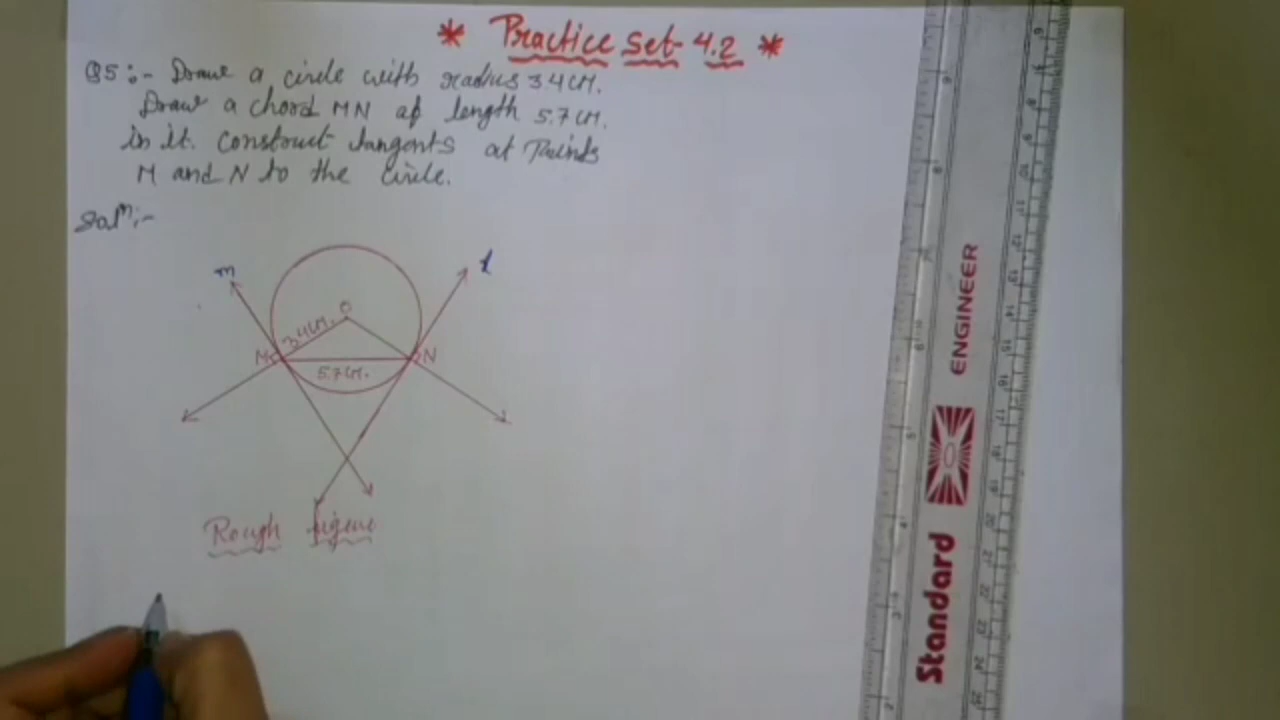 * Practice Set-4.2 *
Q5:- Draw a circle with radius 3.4 cm.
Draw a chord MN of length 5.7 cm.
in it. construct tangents at Points
M and N to the circle.
Solⁿ:-
m
l
O
3.4 cm.
M
N
5.7 cm.
Rough figure
ENGINEER
Standard